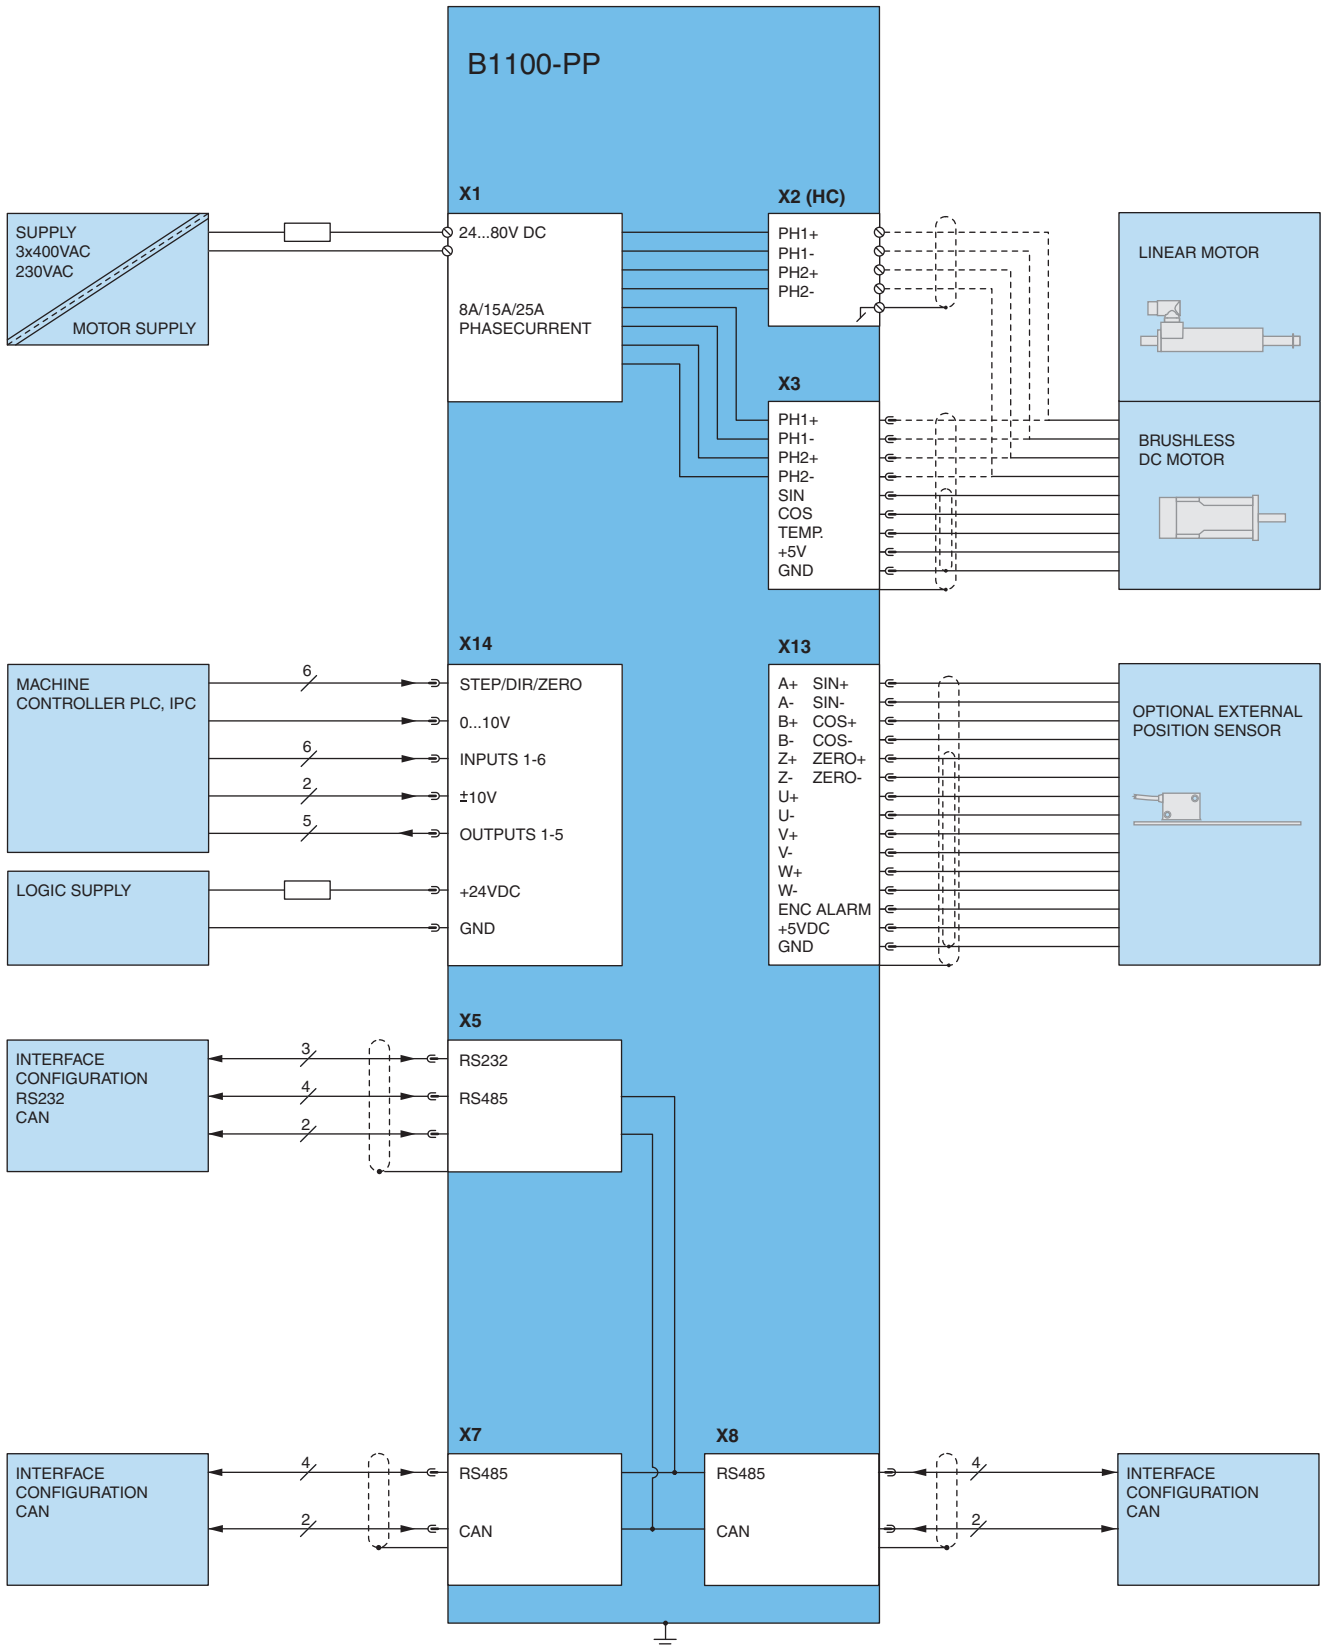 B1100-PP
X1
X2 (HC)
SUPPLY
3x400VAC
230VAC
MOTOR SUPPLY
24...80V DC
8A/15A/25A
PHASECURRENT
PH1+
PH1-
PH2+
PH2-
LINEAR MOTOR
X3
PH1+
PH1-
PH2+
PH2-
SIN
COS
TEMP.
+5V
GND
BRUSHLESS
DC MOTOR
X14
MACHINE
CONTROLLER PLC, IPC
6
STEP/DIR/ZERO
0...10V
6
INPUTS 1-6
2
±10V
5
OUTPUTS 1-5
LOGIC SUPPLY
+24VDC
GND
X13
A+ SIN+
A- SIN-
B+ COS+
B- COS-
Z+ ZERO+
Z- ZERO-
U+
U-
V+
V-
W+
W-
ENC ALARM
+5VDC
GND
OPTIONAL EXTERNAL
POSITION SENSOR
X5
INTERFACE
CONFIGURATION
RS232
CAN
3
RS232
4
RS485
2
X7
INTERFACE
CONFIGURATION
CAN
4
RS485
2
CAN
X8
RS485
CAN
4
2
INTERFACE
CONFIGURATION
CAN